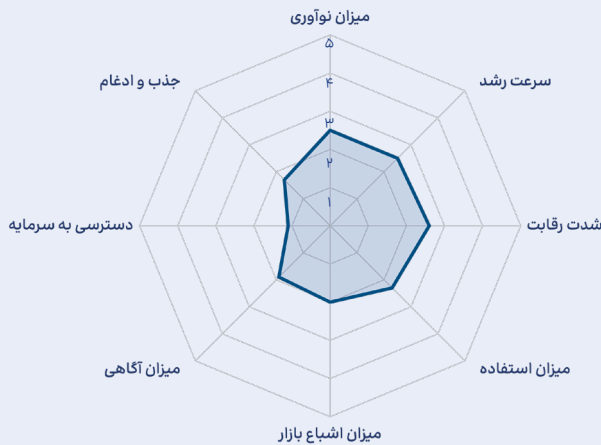 میزان نوآوری
۵
سرعت رشد
جذب و ادغام
۴
۳
۲
۱
شدت رقابت
دسترسی به سرمایه
میزان استفاده
میزان آگاهی
میزان اشباع بازار